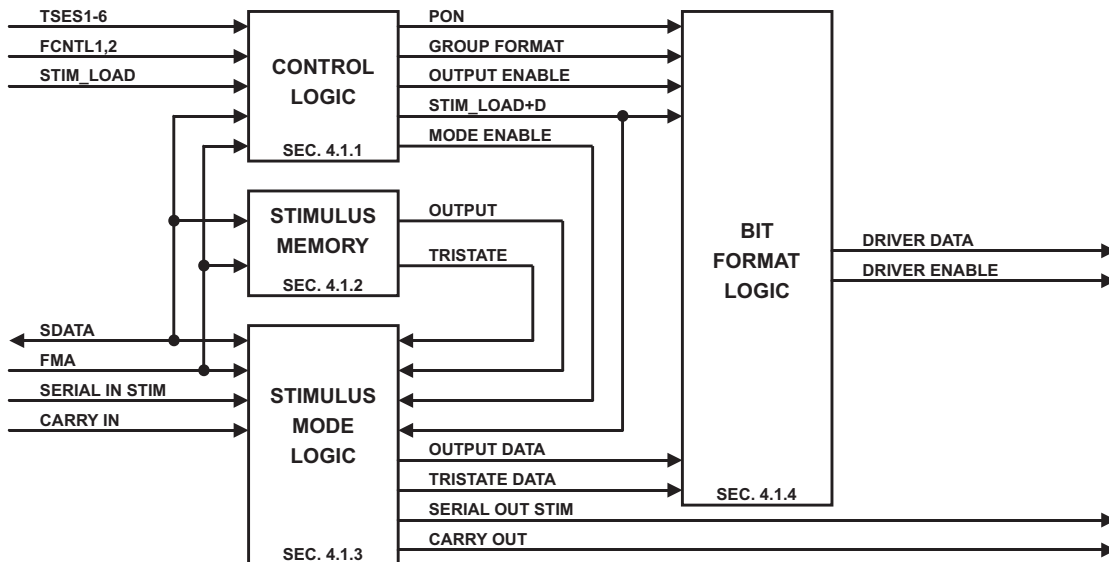 TSES1-6
FCNTL1,2
STIM_LOAD
CONTROL
LOGIC
SEC. 4.1.1
PON
GROUP FORMAT
OUTPUT ENABLE
STIM_LOAD+D
MODE ENABLE
STIMULUS
MEMORY
SEC. 4.1.2
OUTPUT
TRISTATE
BIT
FORMAT
LOGIC
SEC. 4.1.4
DRIVER DATA
DRIVER ENABLE
SDATA
FMA
SERIAL IN STIM
CARRY IN
STIMULUS
MODE
LOGIC
SEC. 4.1.3
OUTPUT DATA
TRISTATE DATA
SERIAL OUT STIM
CARRY OUT